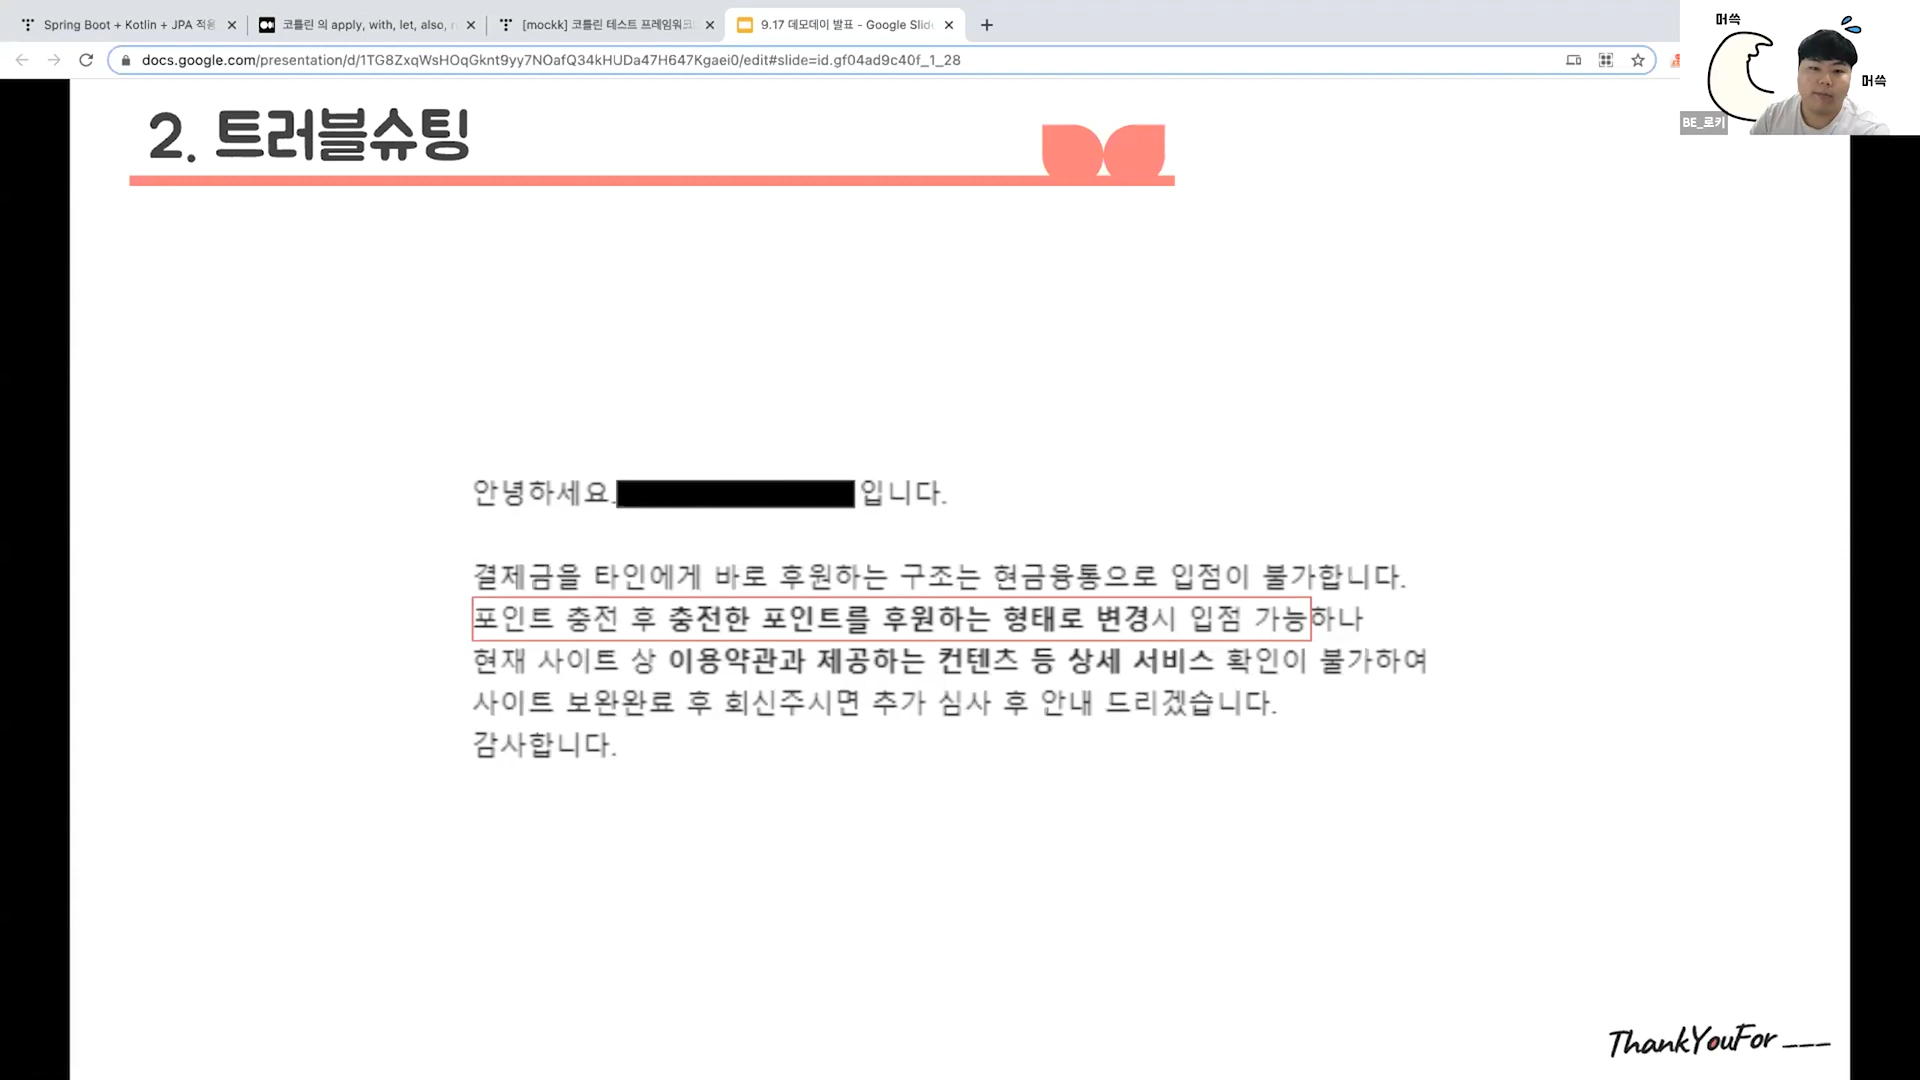 Spring Boot + Kotlin + JPA 적용
코틀린 의 apply, with, let, also, r
[mockk] 코틀린 테스트 프레임워크
9.17 데모데이 발표 - Google Slid
docs.google.com/presentation/d/1TG8ZxqWsHOqGknt9yy7NOAfQ34kHUDa47H647Kgaei0/edit#slide=id.gf04ad9c40f_1_28
머쓱
머쓱
BE_로키
2. 트러블슈팅
안녕하세요. 입니다.
결제금을 타인에게 바로 후원하는 구조는 현금융통으로 입점이 불가합니다.
포인트 충전 후 충전한 포인트를 후원하는 형태로 변경시 입점 가능하나
현재 사이트 상 이용약관과 제공하는 컨텐츠 등 상세 서비스 확인이 불가하여
사이트 보완완료 후 회신주시면 추가 심사 후 안내 드리겠습니다.
감사합니다.
ThankYouFor ___